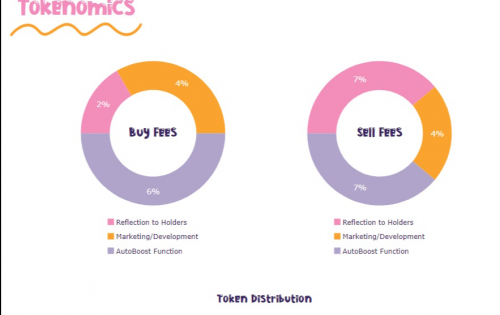 Tokenomics
4%
2%
Buy Fees
6%
7%
4%
Sell Fees
7%
Reflection to Holders
Marketing/Development
AutoBoost Function
Reflection to Holders
Marketing/Development
AutoBoost Function
Token Distribution